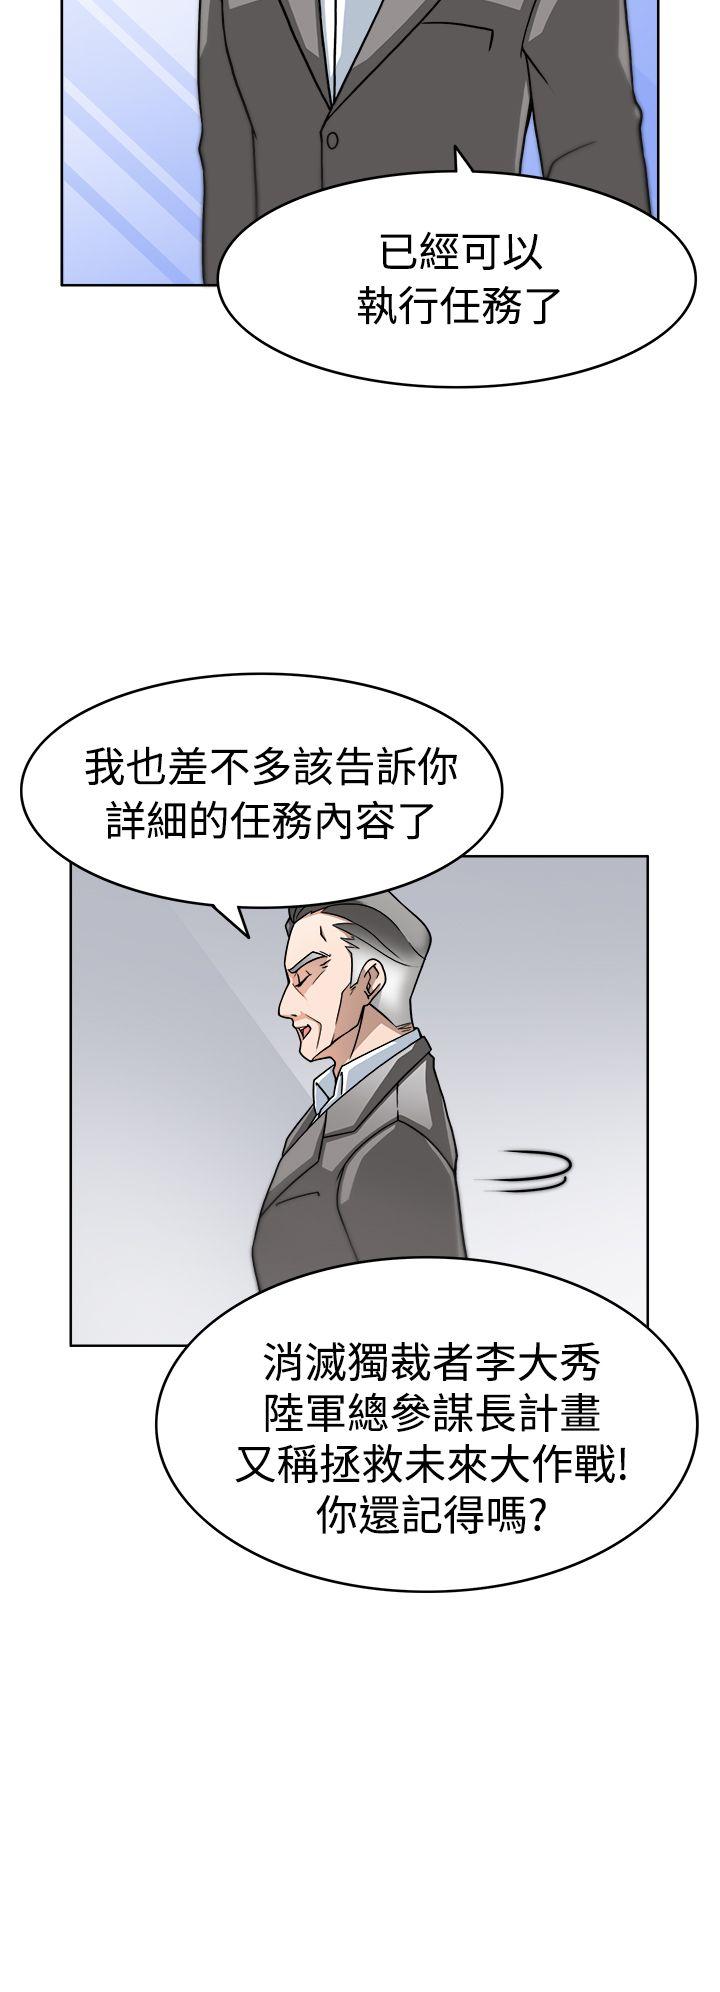 已經可以
執行任務了
我也差不多該告訴你
詳細的任務內容了
消滅獨裁者李大秀
陸軍總參謀長計畫
又稱拯救未來大作戰!
你還記得嗎?